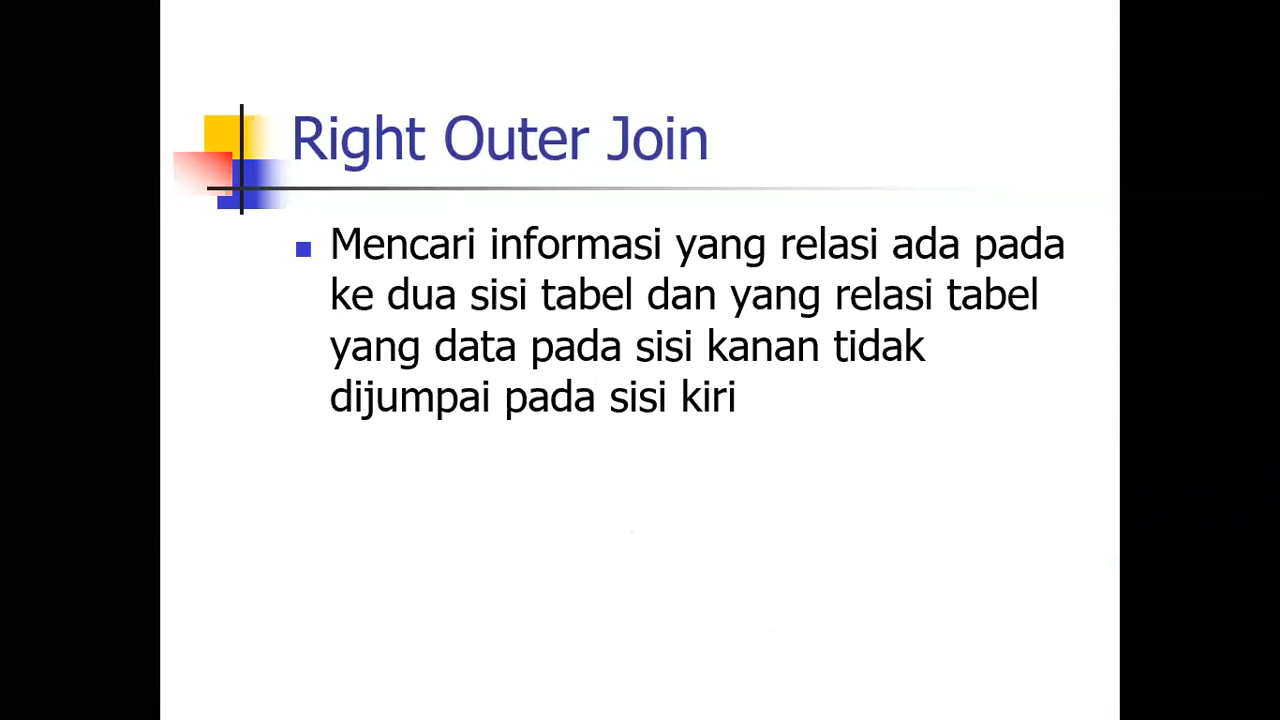 Right Outer Join
Mencari informasi yang relasi ada pada
ke dua sisi tabel dan yang relasi tabel
yang data pada sisi kanan tidak
dijumpai pada sisi kiri